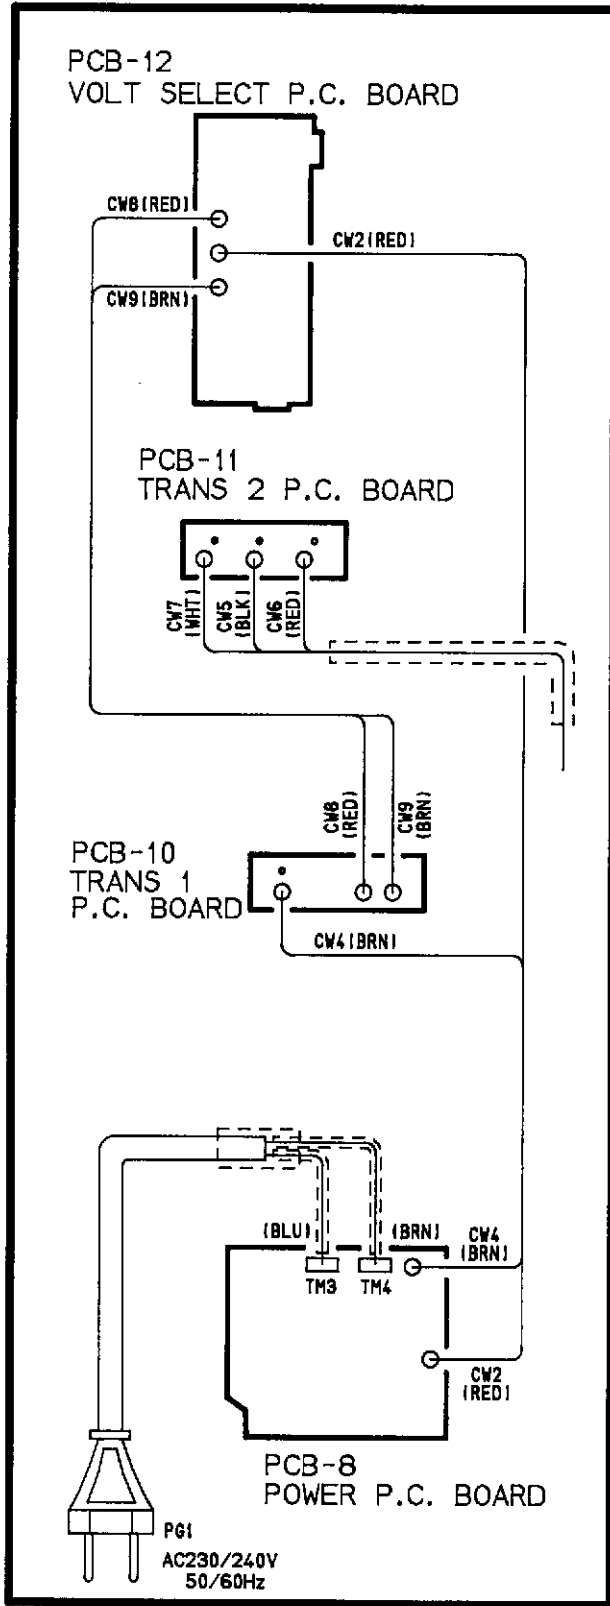 PCB-12
VOLT SELECT P.C. BOARD
CW8(RED)
CW2(RED)
CW9(BRN)
PCB-11
TRANS 2 P.C. BOARD
CW7
(WHT)
CW5
(BLK)
CW6
(RED)
CW8
(RED)
CW9
(BRN)
PCB-10
TRANS 1
P.C. BOARD
CW4(BRN)
(BLU)
(BRN)
CW4
(BRN)
TM3
TM4
CW2
(RED)
PCB-8
POWER P.C. BOARD
PG1
AC230/240V
50/60Hz